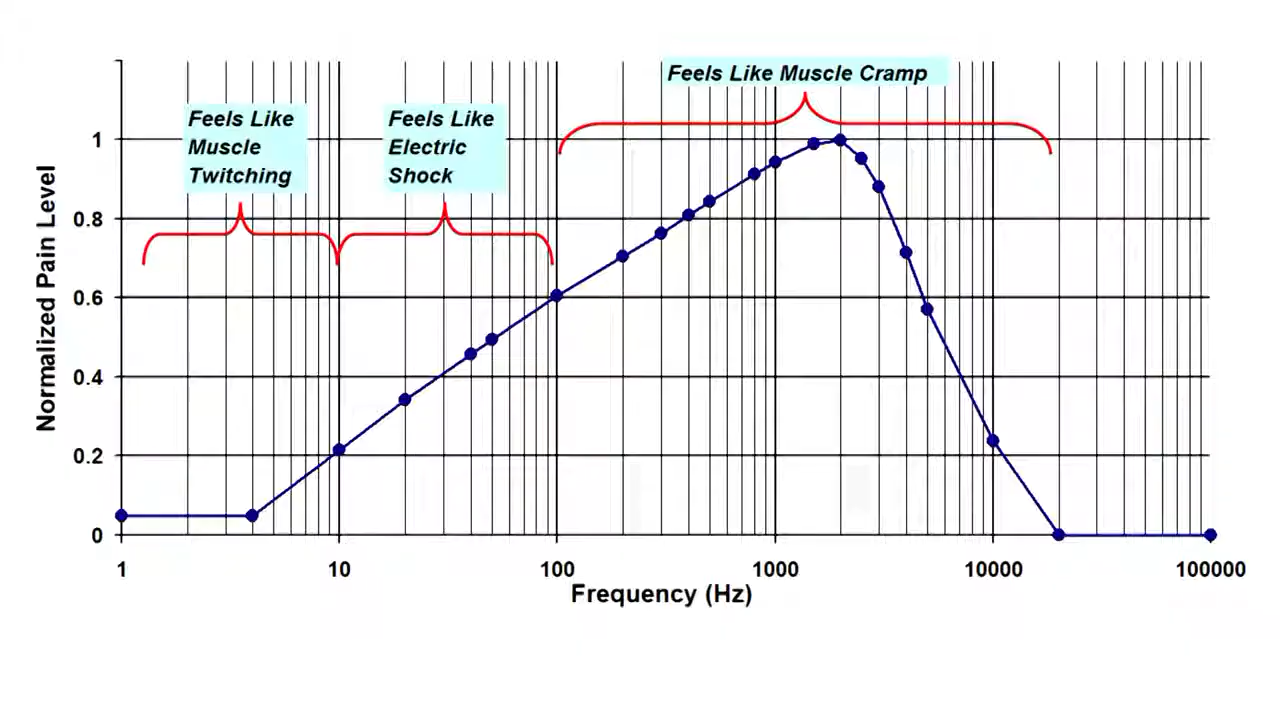 Feels Like Muscle Cramp
Feels Like
Muscle
Twitching
Feels Like
Electric
Shock
Normalized Pain Level
1
0.8
0.6
0.4
0.2
0
1
10
100
1000
10000
100000
Frequency (Hz)